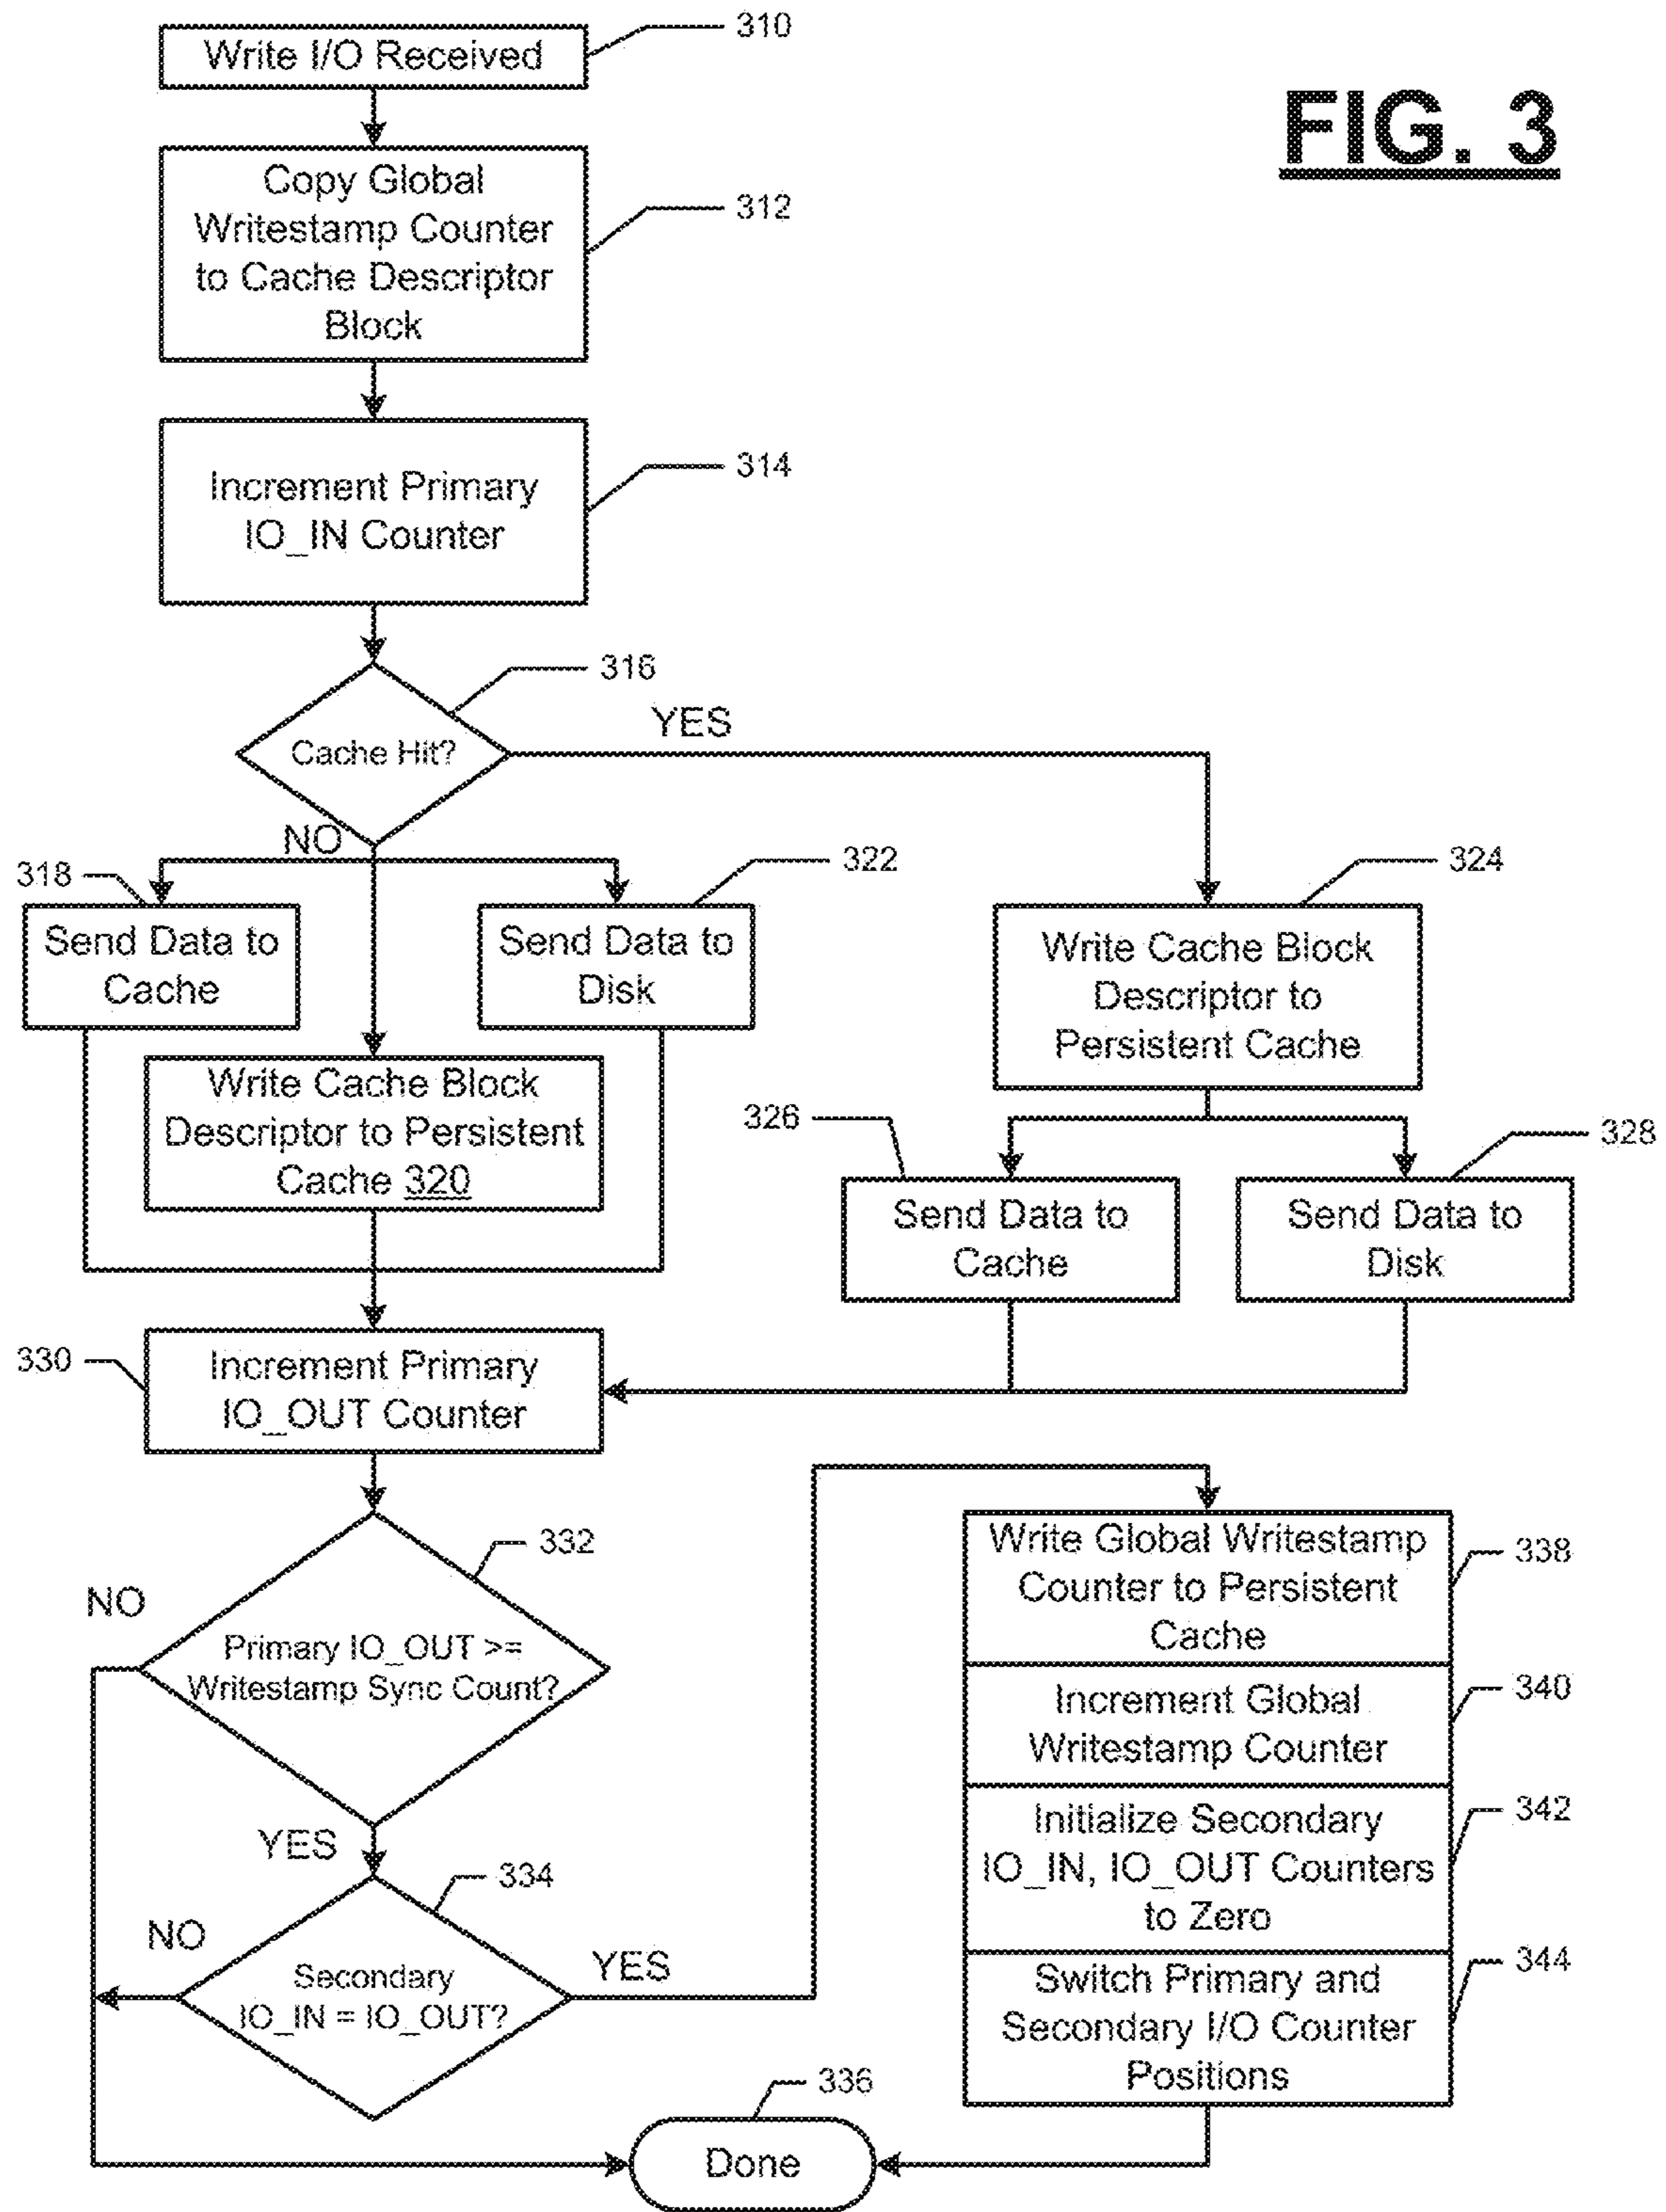 310
Write I/O Received
FIG. 3
Copy Global
Writestamp Counter
to Cache Descriptor
Block
312
Increment Primary
IO_IN Counter
314
316
Cache Hit?
YES
NO
318
322
324
Send Data to
Cache
Send Data to
Disk
Write Cache Block
Descriptor to
Persistent Cache
Write Cache Block
Descriptor to Persistent
Cache 320
326
328
Send Data to
Cache
Send Data to
Disk
330
Increment Primary
IO_OUT Counter
332
NO
Primary IO_OUT >=
Writestamp Sync Count?
YES
334
NO
Secondary
IO_IN = IO_OUT?
YES
Write Global Writestamp
Counter to Persistent
Cache
338
Increment Global
Writestamp Counter
340
Initialize Secondary
IO_IN, IO_OUT Counters
to Zero
342
Switch Primary and
Secondary I/O Counter
Positions
344
336
Done